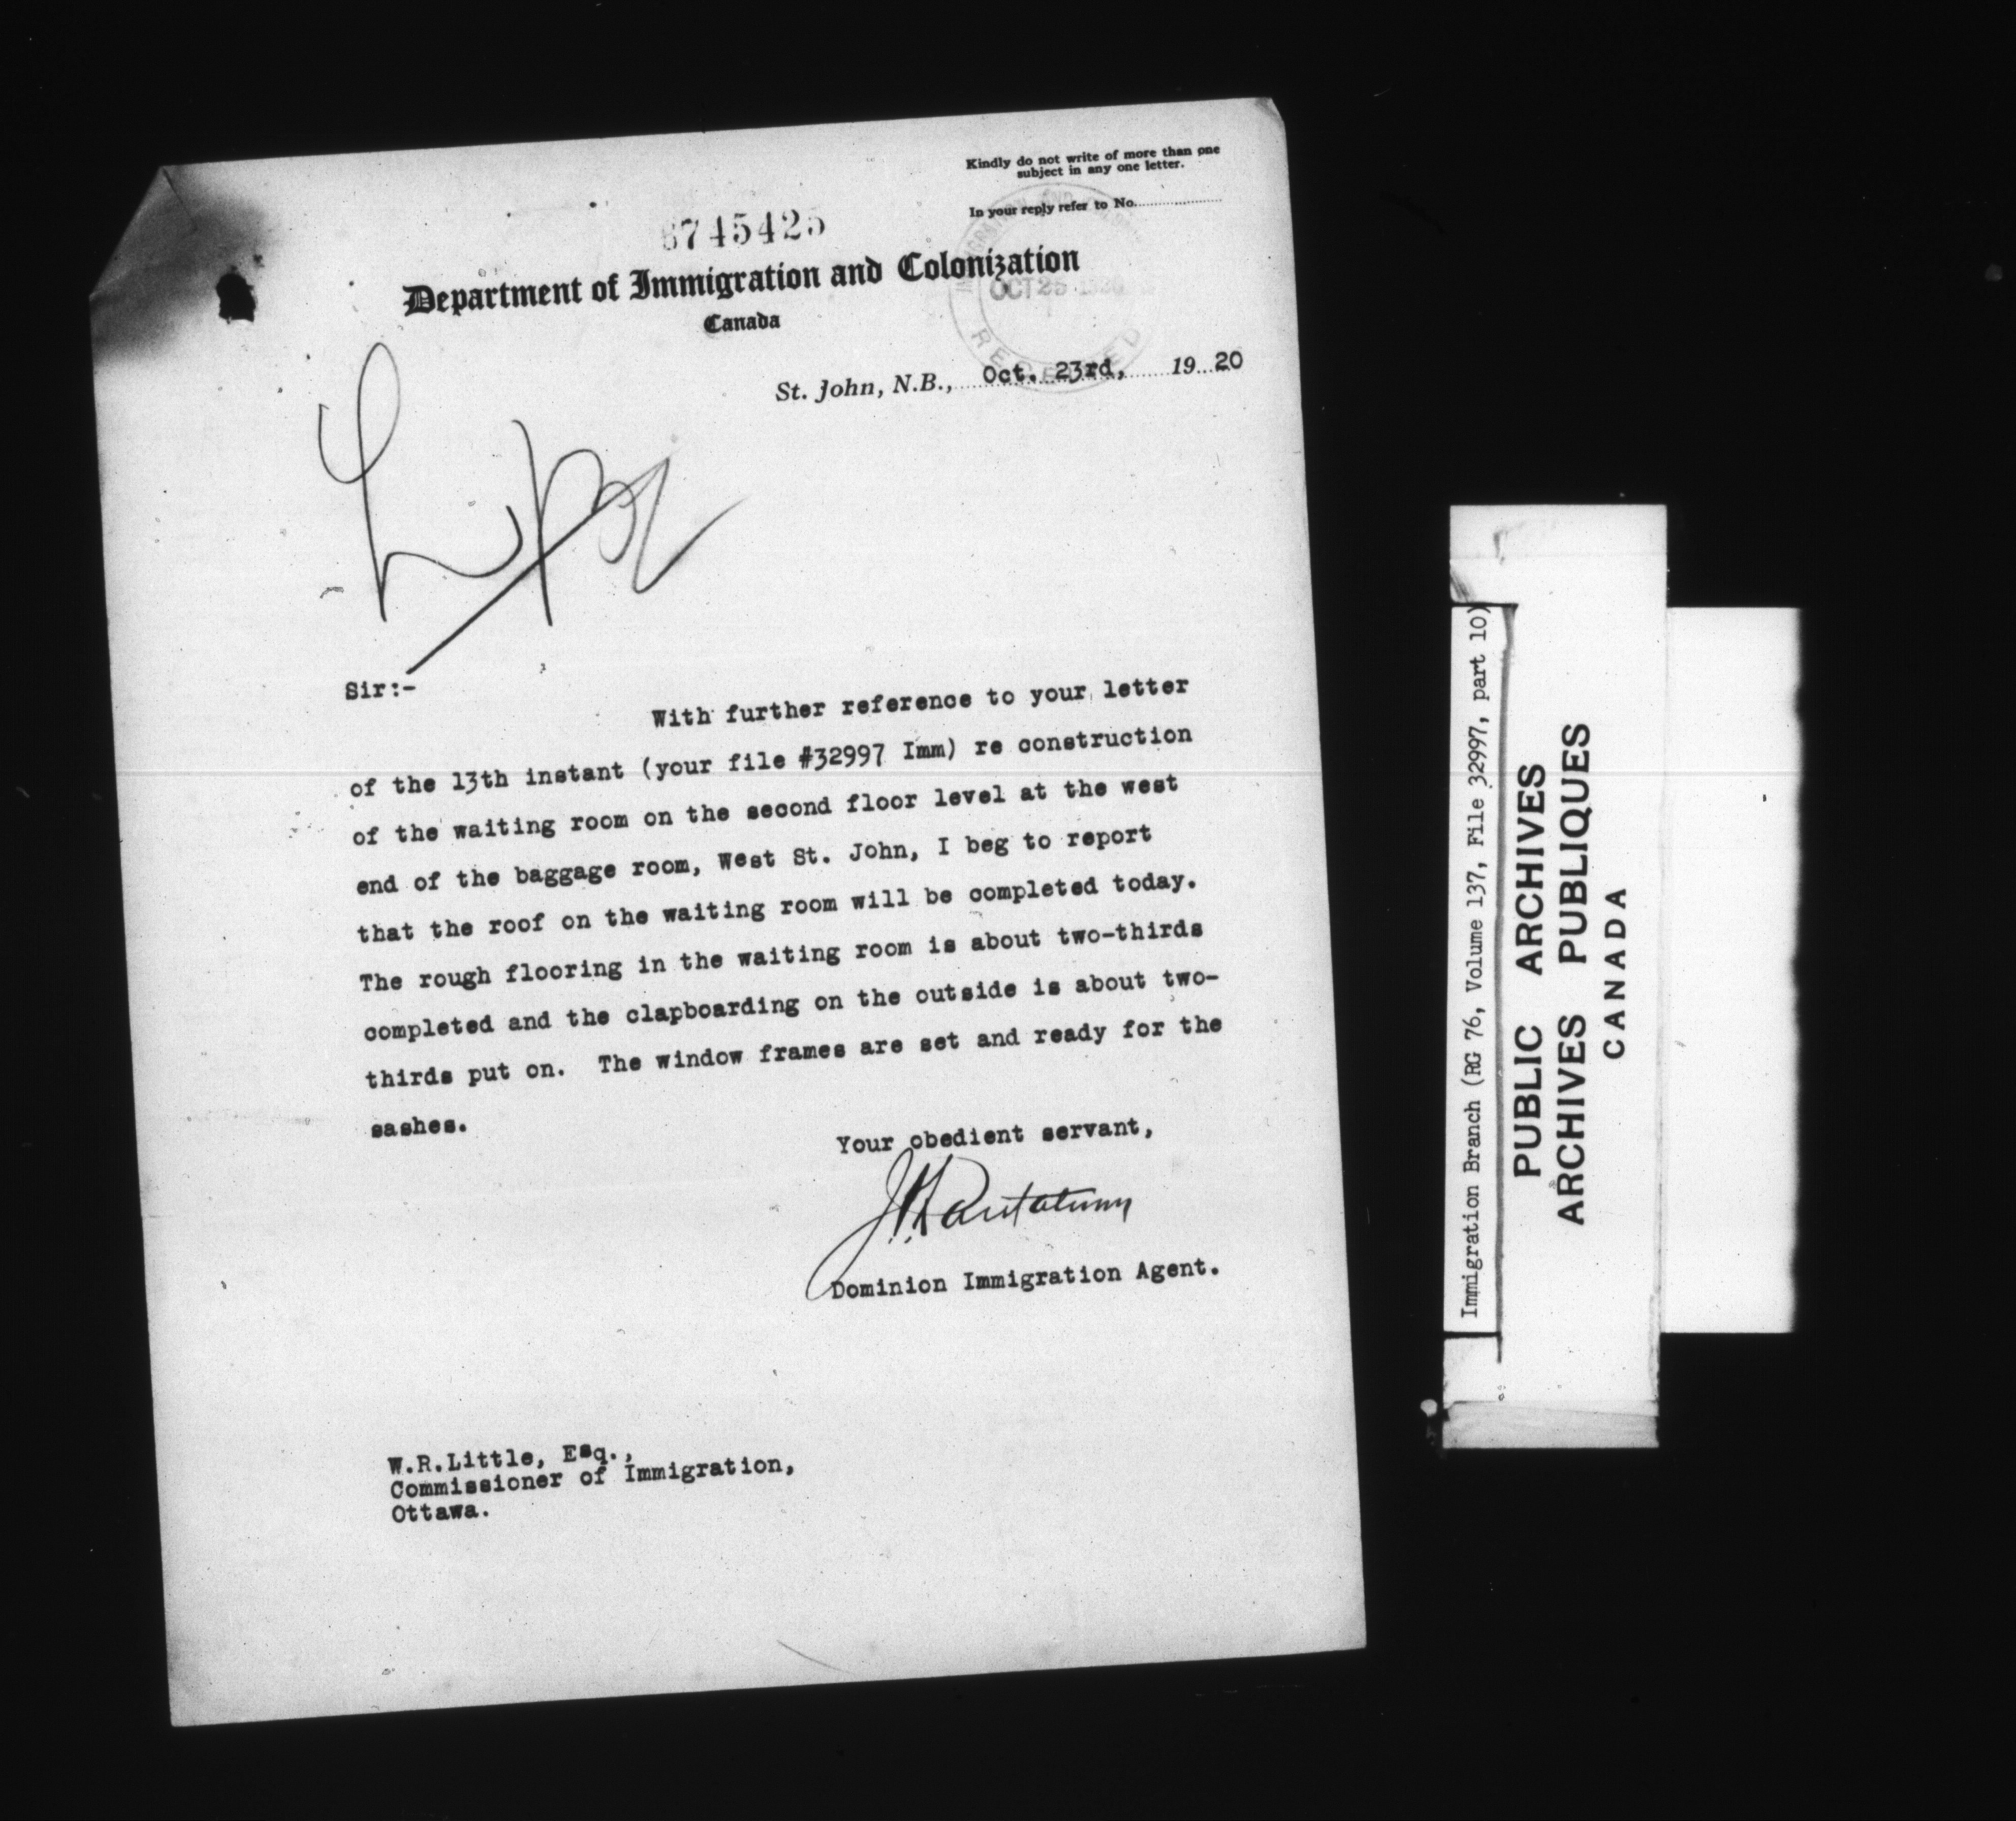 Kindly do not write of more than one
subject in any one letter.
In your reply refer to No.
745425
Department of Immigration and Colonization
Canada
OCT 25 1920
RECEIVED
St. John, N.B., Oct. 23rd, 1920
Sir:-
With further reference to your letter
of the 13th instant (your file #32997 Imm) re construction
of the waiting room on the second floor level at the west
end of the baggage room, West St. John, I beg to report
that the roof on the waiting room will be completed today.
The rough flooring in the waiting room is about two-thirds
completed and the clapboarding on the outside is about two-
thirds put on. The window frames are set and ready for the
sashes.
Your obedient servant,
Dominion Immigration Agent.
W.R.Little, Esq.,
Commissioner of Immigration,
Ottawa.
Immigration Branch (RG 76, Volume 137, File 32997, part 10)
PUBLIC ARCHIVES
ARCHIVES PUBLIQUES
CANADA